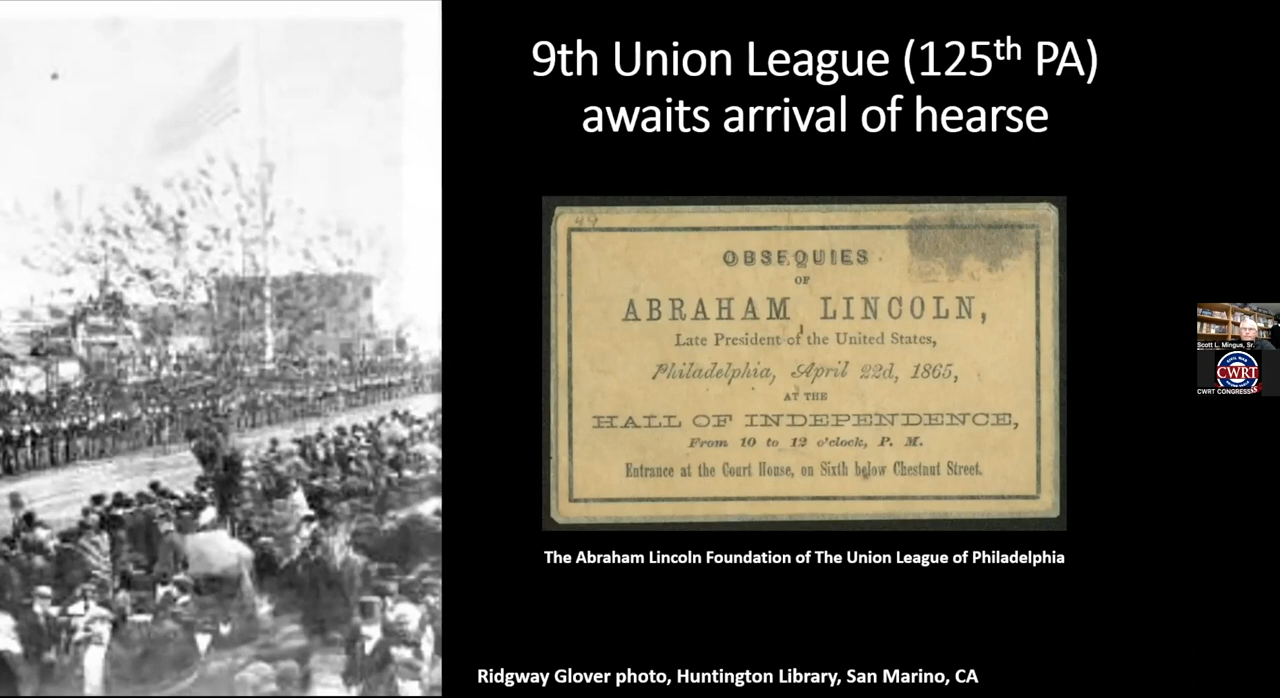 9th Union League (125th PA)
awaits arrival of hearse
49
OBSEQUIES
OF
ABRAHAM LINCOLN,
Late President of the United States,
Philadelphia, April 22d, 1865,
AT THE
HALL OF INDEPENDENCE,
From 10 to 12 o'clock, P. M.
Entrance at the Court House, on Sixth below Chestnut Street.
The Abraham Lincoln Foundation of The Union League of Philadelphia
Ridgway Glover photo, Huntington Library, San Marino, CA
Scott L. Mingus, Sr.
CIVIL WAR
CWRT
CWRT CONGRESS